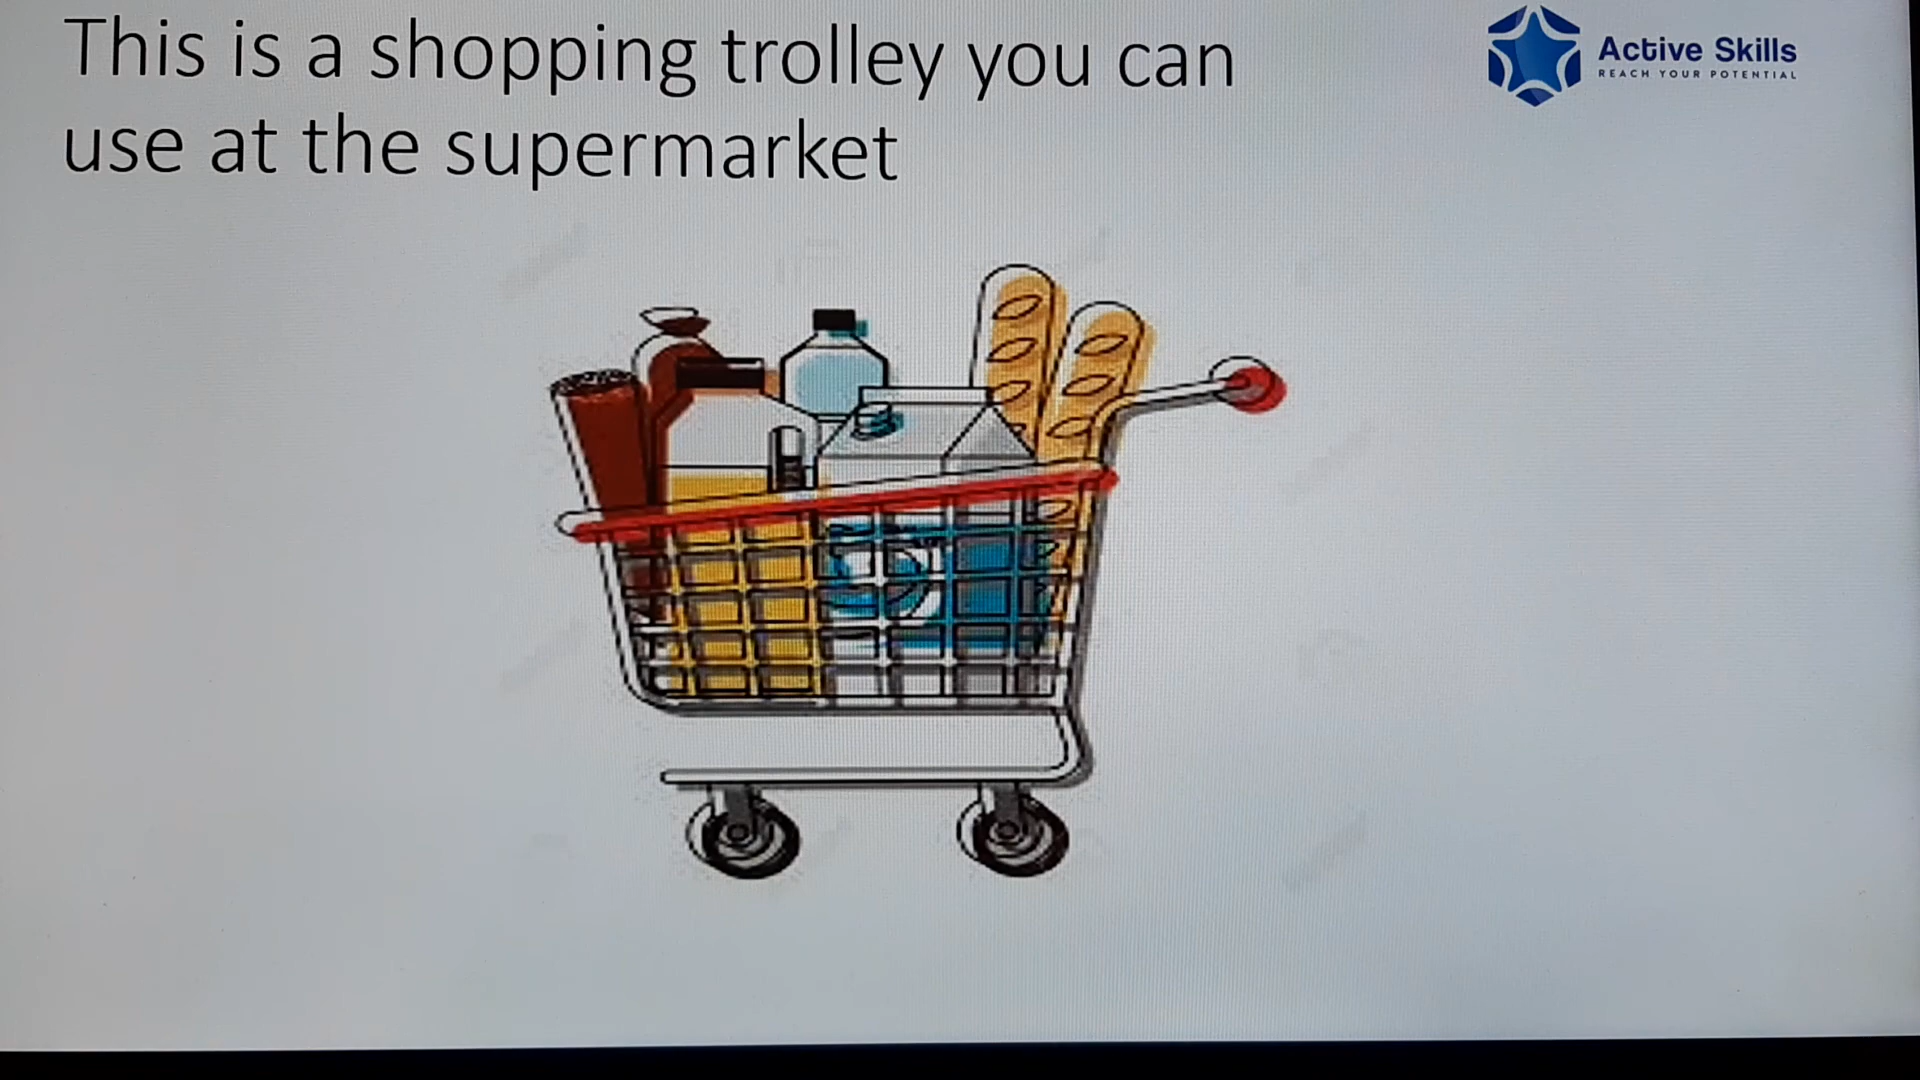 This is a shopping trolley you can
use at the supermarket
Active Skills
REACH YOUR POTENTIAL